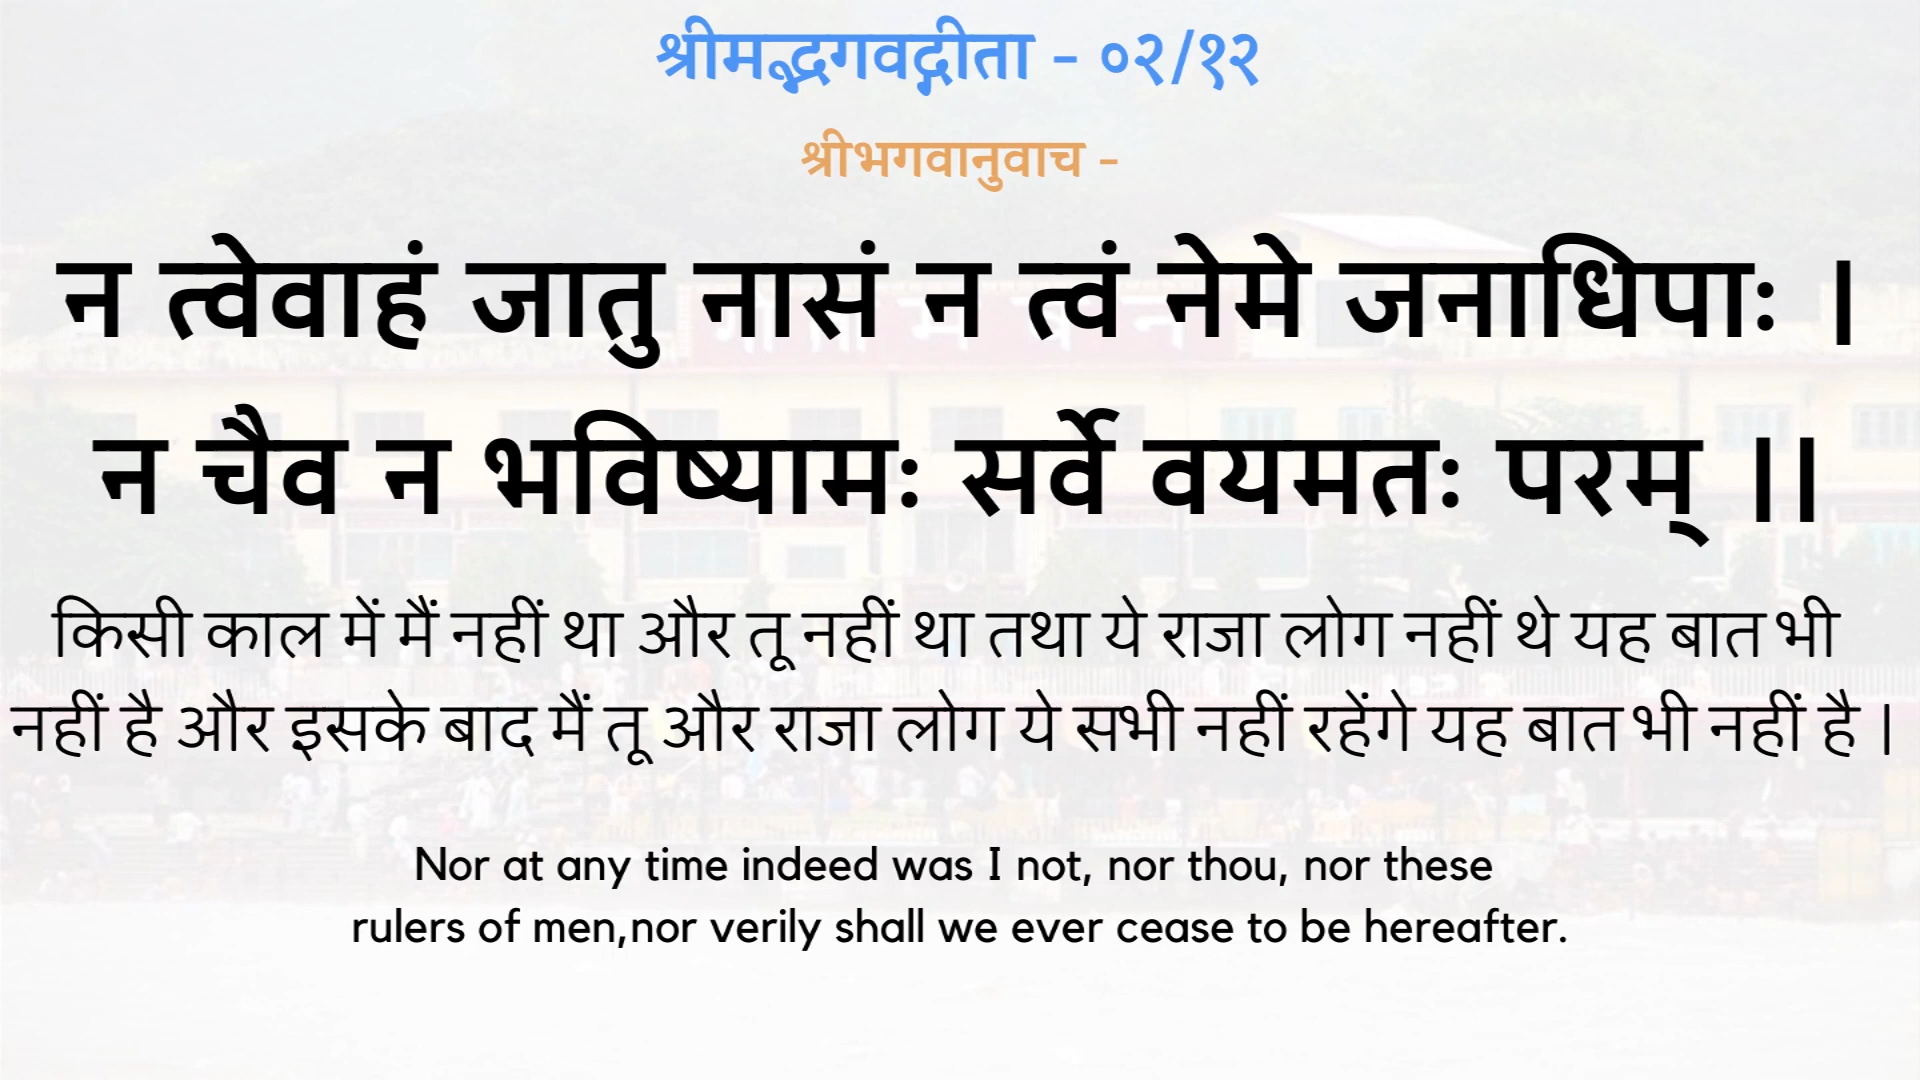 श्रीमद्भगवद्गीता - ०२/१२
श्रीभगवानुवाच -
न त्वेवाहं जातु नासं न त्वं नेमे जनाधिपाः ।
न चैव न भविष्यामः सर्वे वयमतः परम् ।।
किसी काल में मैं नहीं था और तू नहीं था तथा ये राजा लोग नहीं थे यह बात भी
नहीं है और इसके बाद मैं तू और राजा लोग ये सभी नहीं रहेंगे यह बात भी नहीं है ।
Nor at any time indeed was I not, nor thou, nor these
rulers of men,nor verily shall we ever cease to be hereafter.